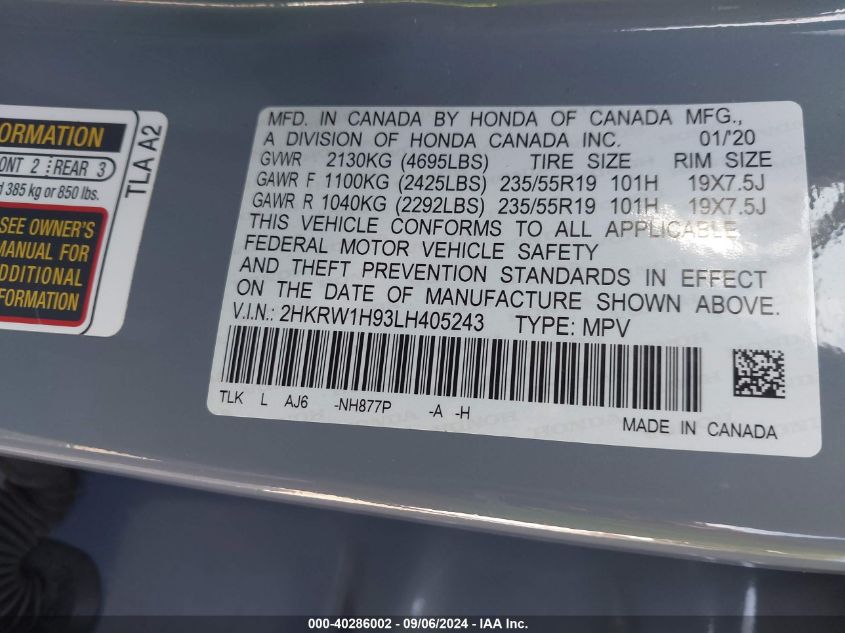 ORMATION
ONT 2 REAR 3
385 kg or 850 lbs.
SEE OWNER'S
MANUAL FOR
DDITIONAL
FORMATION
TLA A2
MFD. IN CANADA BY HONDA OF CANADA MFG.,
A DIVISION OF HONDA CANADA INC. 01/'20
GVWR 2130KG (4695LBS) TIRE SIZE RIM SIZE
GAWR F 1100KG (2425LBS) 235/55R19 101H 19X7.5J
GAWR R 1040KG (2292LBS) 235/55R19 101H 19X7.5J
THIS VEHICLE CONFORMS TO ALL APPLICABLE
FEDERAL MOTOR VEHICLE SAFETY
AND THEFT PREVENTION STANDARDS IN EFFECT
ON THE DATE OF MANUFACTURE SHOWN ABOVE.
V.I.N.: 2HKRW1H93LH405243 TYPE: MPV
TLK L AJ6 -NH877P -A -H
MADE IN CANADA
000-40286002 - 09/06/2024 - IAA Inc.